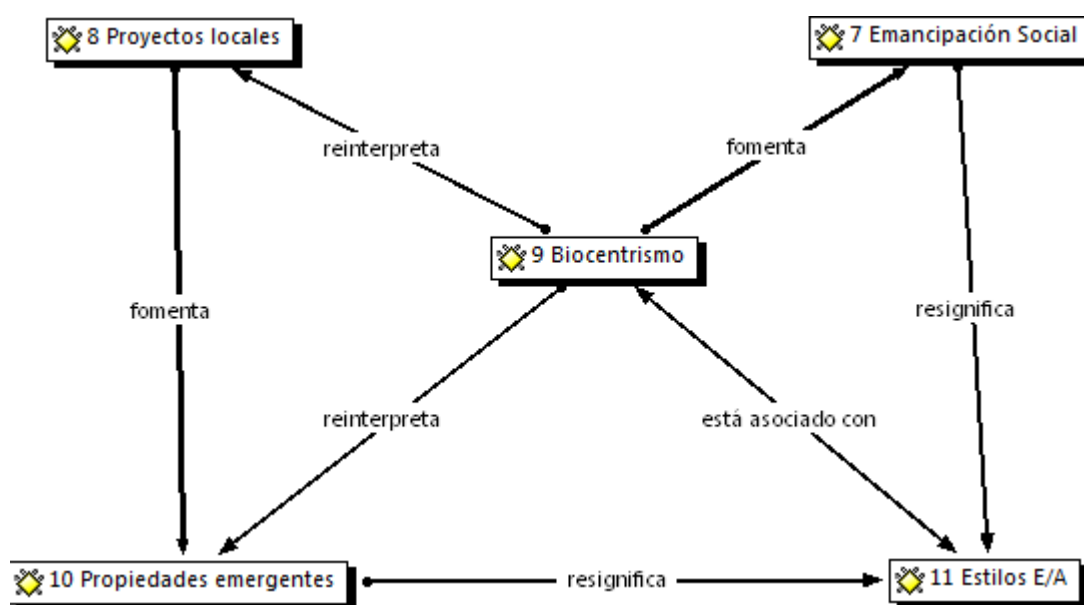 8 Proyectos locales
7 Emancipación Social
reinterpreta
fomenta
9 Biocentrismo
fomenta
resignifica
reinterpreta
está asociado con
10 Propiedades emergentes
resignifica
11 Estilos E/A